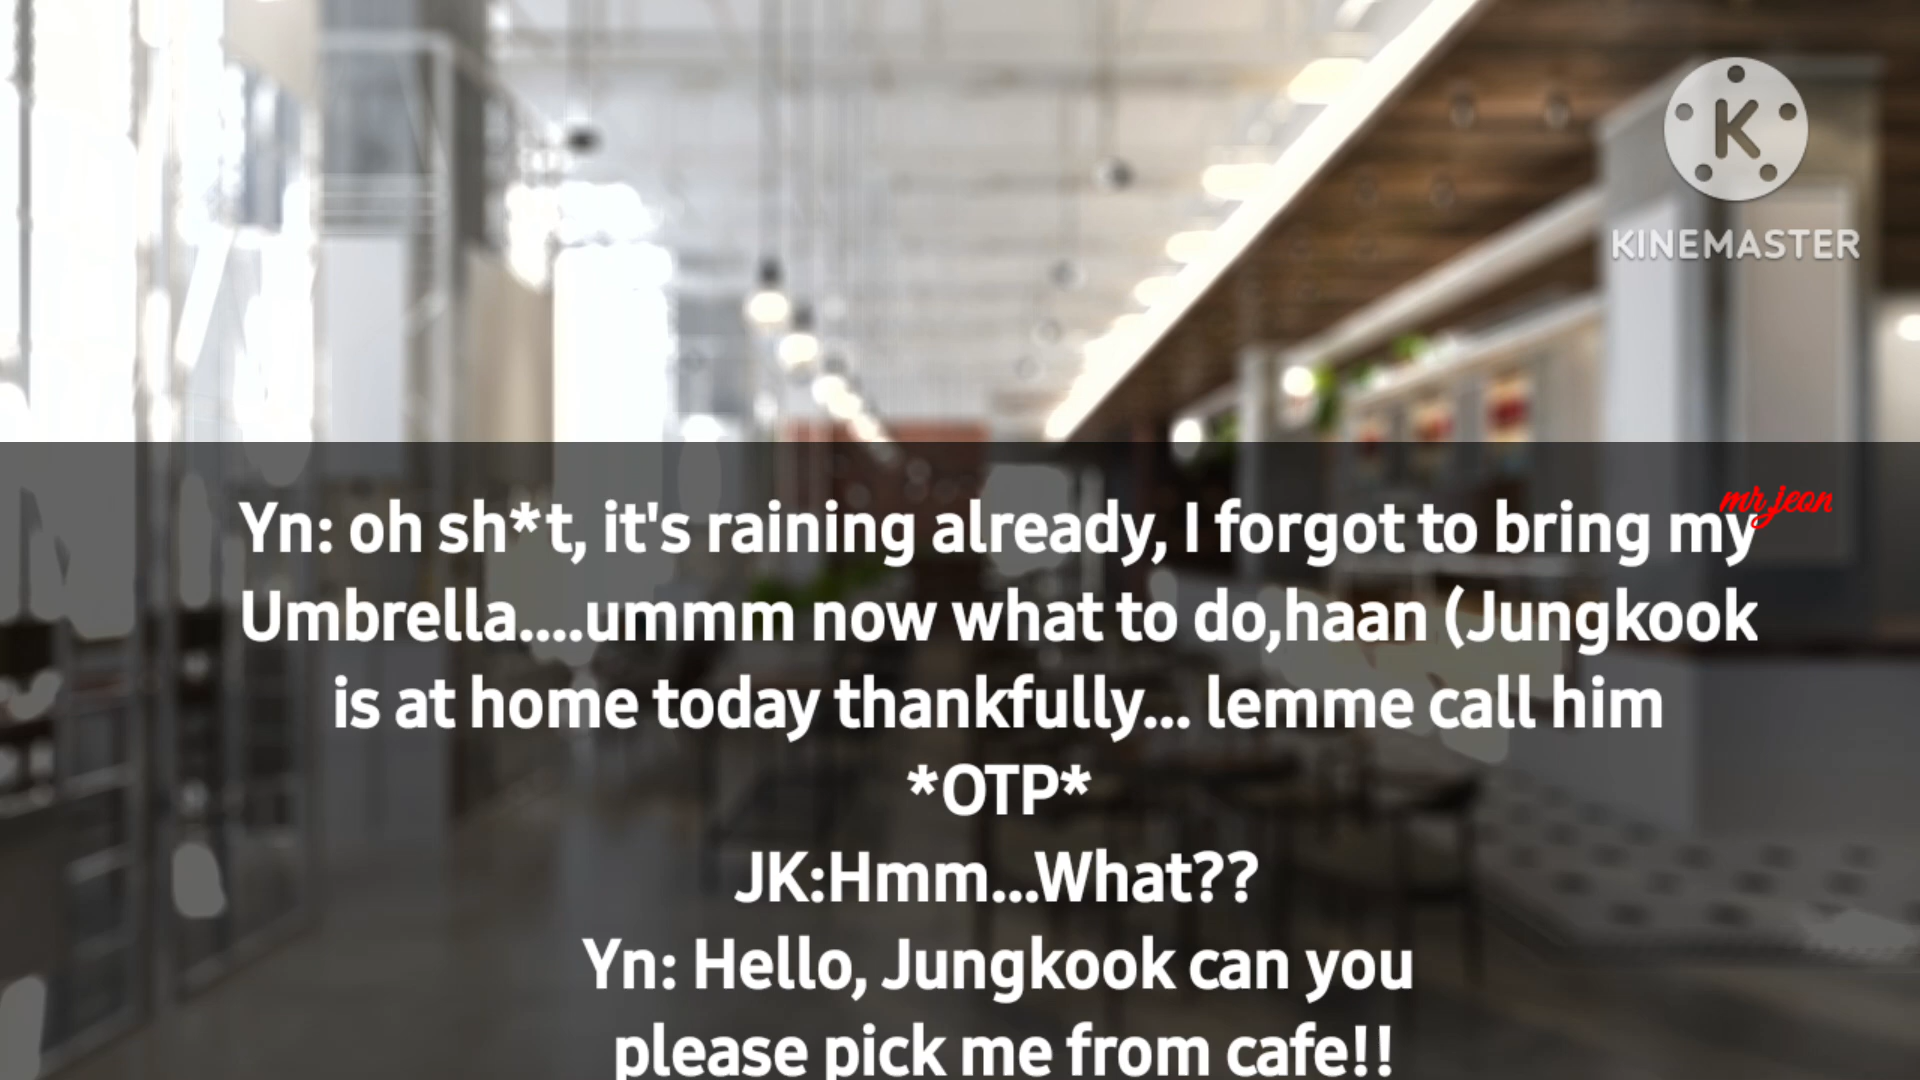 K
KINEMASTER
mr jeon
Yn: oh sh*t, it's raining already, I forgot to bring my
Umbrella....ummm now what to do,haan (Jungkook
is at home today thankfully... lemme call him
*OTP*
JK:Hmm...What??
Yn: Hello, Jungkook can you
please pick me from cafe!!